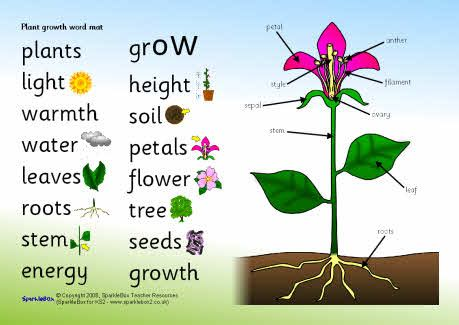 Plant growth word mat
plants
light
warmth
water
leaves
roots
stem
energy
grow
height
soil
petals
flower
tree
seeds
growth
petal
anther
style
filament
sepal
ovary
stem
leaf
roots
SparkleBox
© Copyright 2008, SparkleBox Teacher Resources
(SparkleBox for KS2 - www.sparklebox2.co.uk)